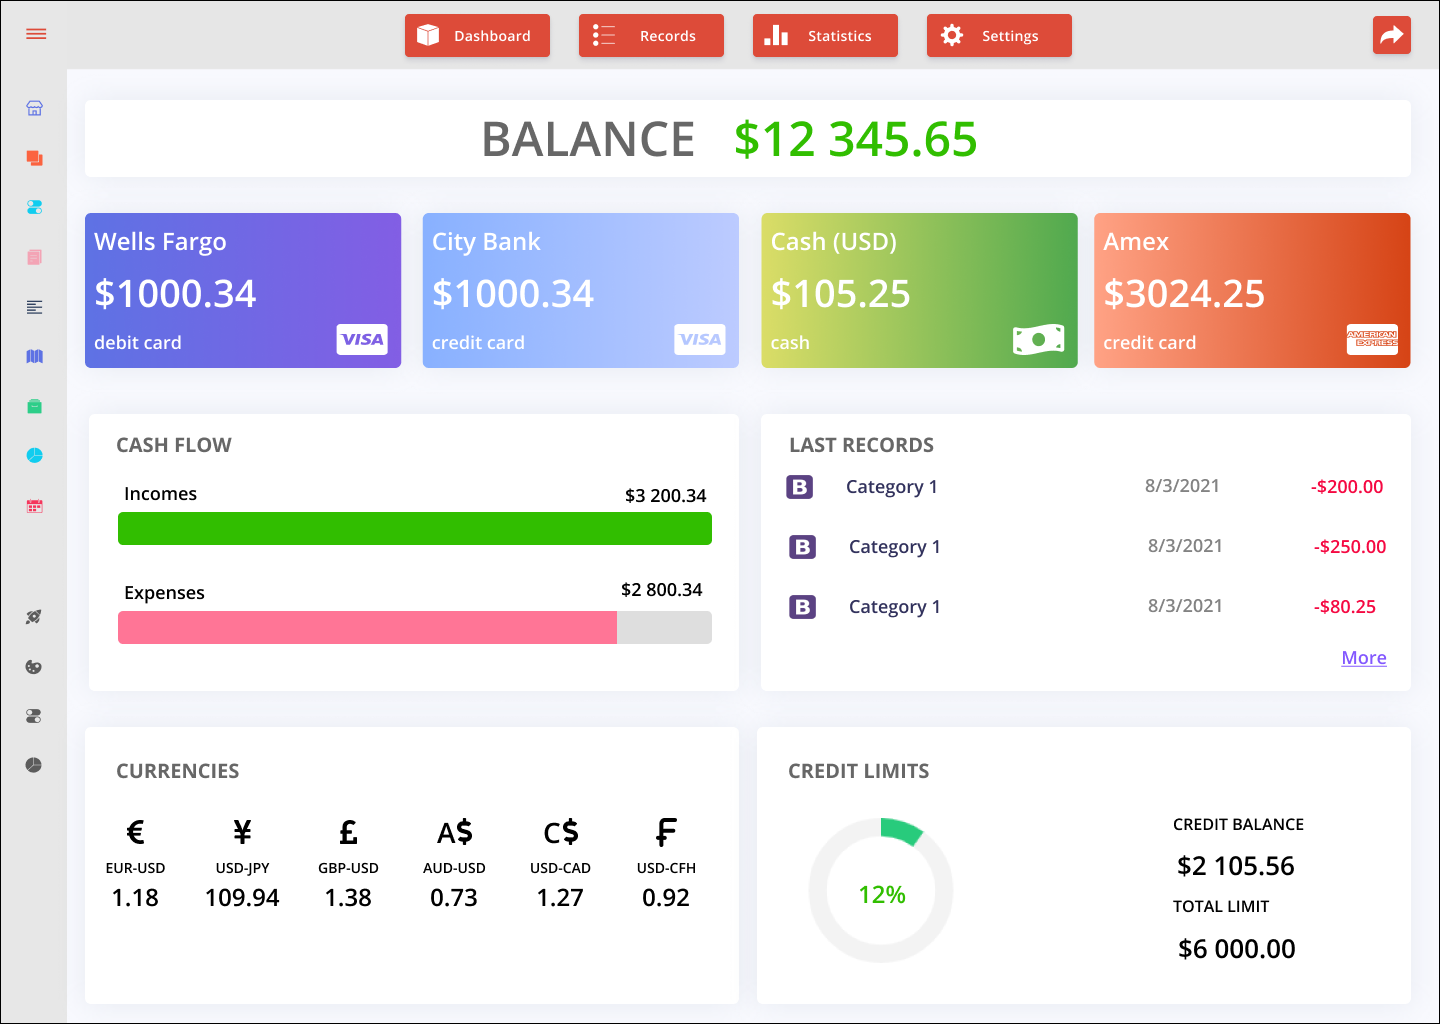 Dashboard
Records
Statistics
Settings
BALANCE $12 345.65
Wells Fargo
$1000.34
debit card
VISA
City Bank
$1000.34
credit card
VISA
Cash (USD)
$105.25
cash
Amex
$3024.25
credit card
AMERICAN
EXPRESS
CASH FLOW
Incomes
$3 200.34
Expenses
$2 800.34
LAST RECORDS
B Category 1 8/3/2021 -$200.00
B Category 1 8/3/2021 -$250.00
B Category 1 8/3/2021 -$80.25
More
CURRENCIES
€ ¥ £ A$ C$ ₣
EUR-USD USD-JPY GBP-USD AUD-USD USD-CAD USD-CFH
1.18 109.94 1.38 0.73 1.27 0.92
CREDIT LIMITS
12%
CREDIT BALANCE
$2 105.56
TOTAL LIMIT
$6 000.00